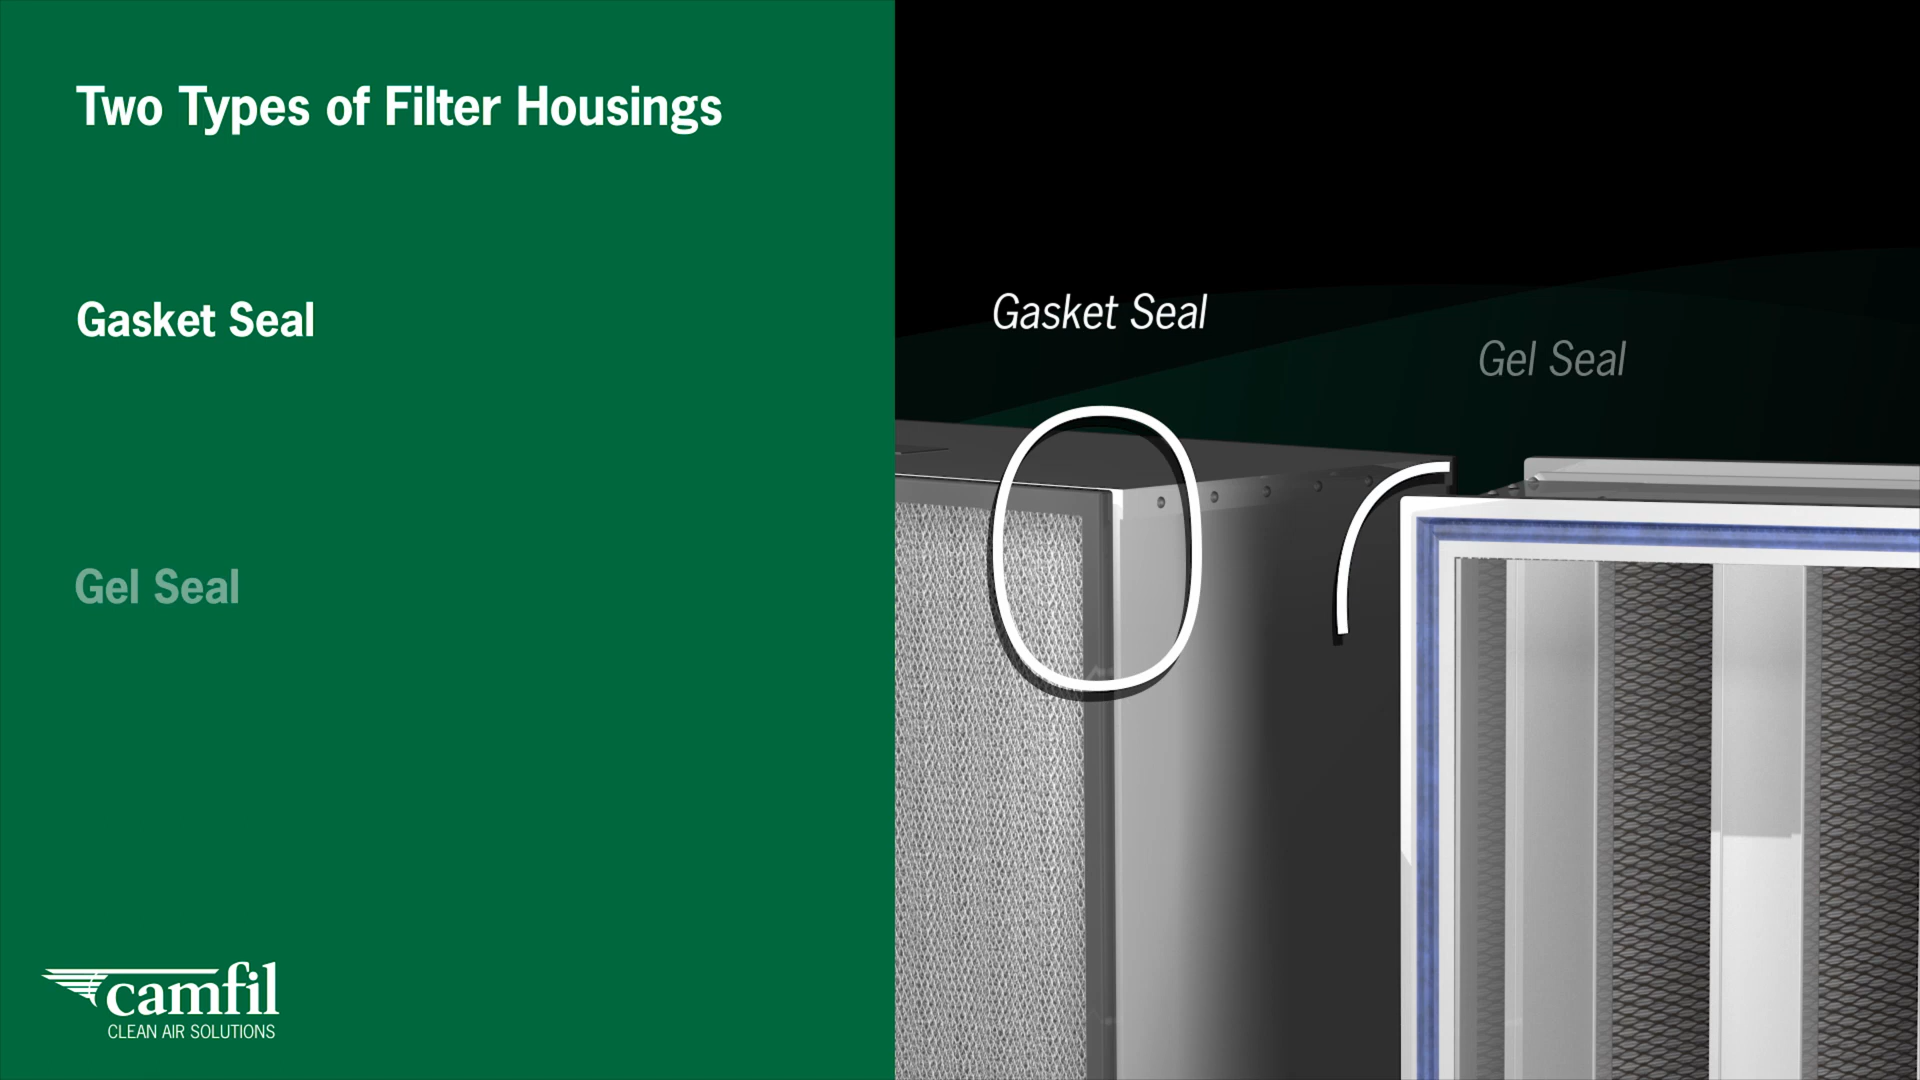 Two Types of Filter Housings
Gasket Seal
Gel Seal
camfil
CLEAN AIR SOLUTIONS
Gasket Seal
Gel Seal